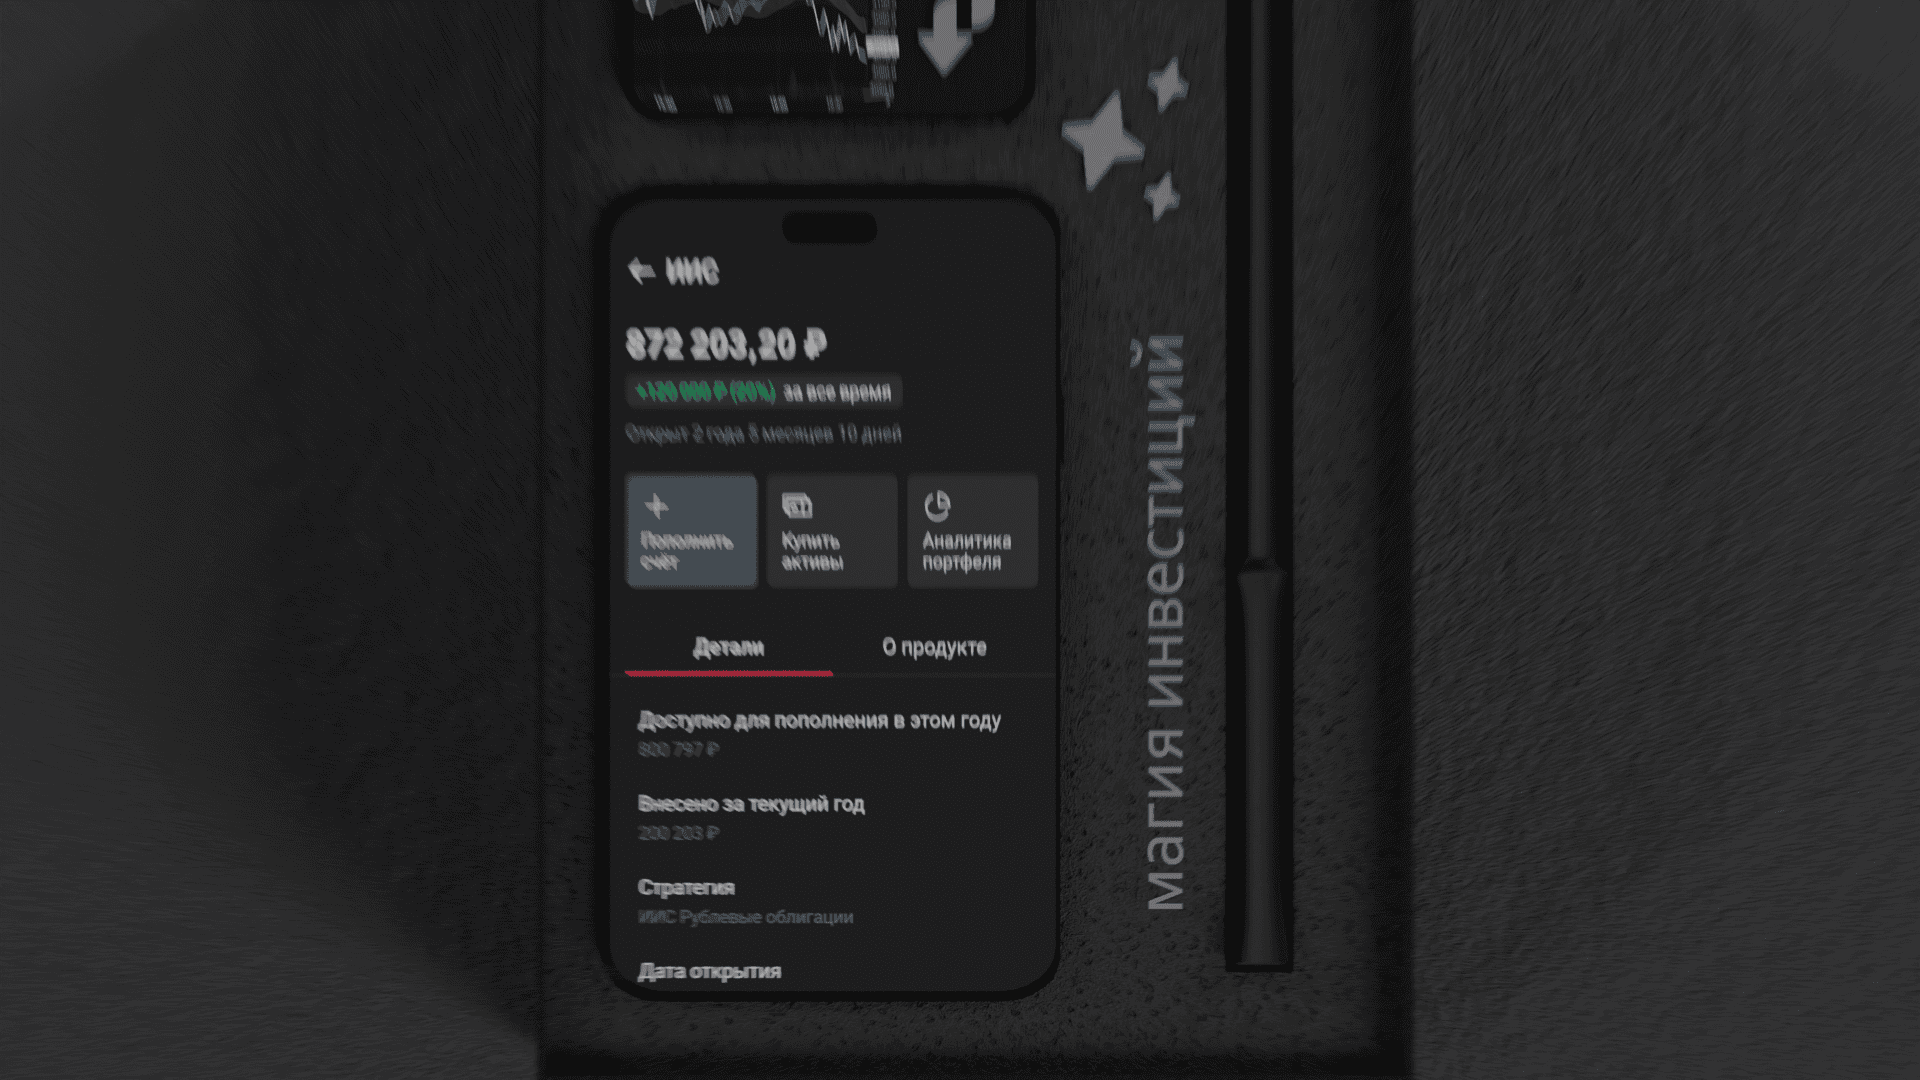 ← ИИС
872 203,20 ₽
+120 000 ₽ (20%) за все время
Открыт 2 года 8 месяцев 10 дней
Пополнить
счёт
Купить
активы
Аналитика
портфеля
Детали
О продукте
Доступно для пополнения в этом году
800 797 ₽
Внесено за текущий год
200 203 ₽
Стратегия
ИИС Рублевые облигации
Дата открытия
магия инвестиций